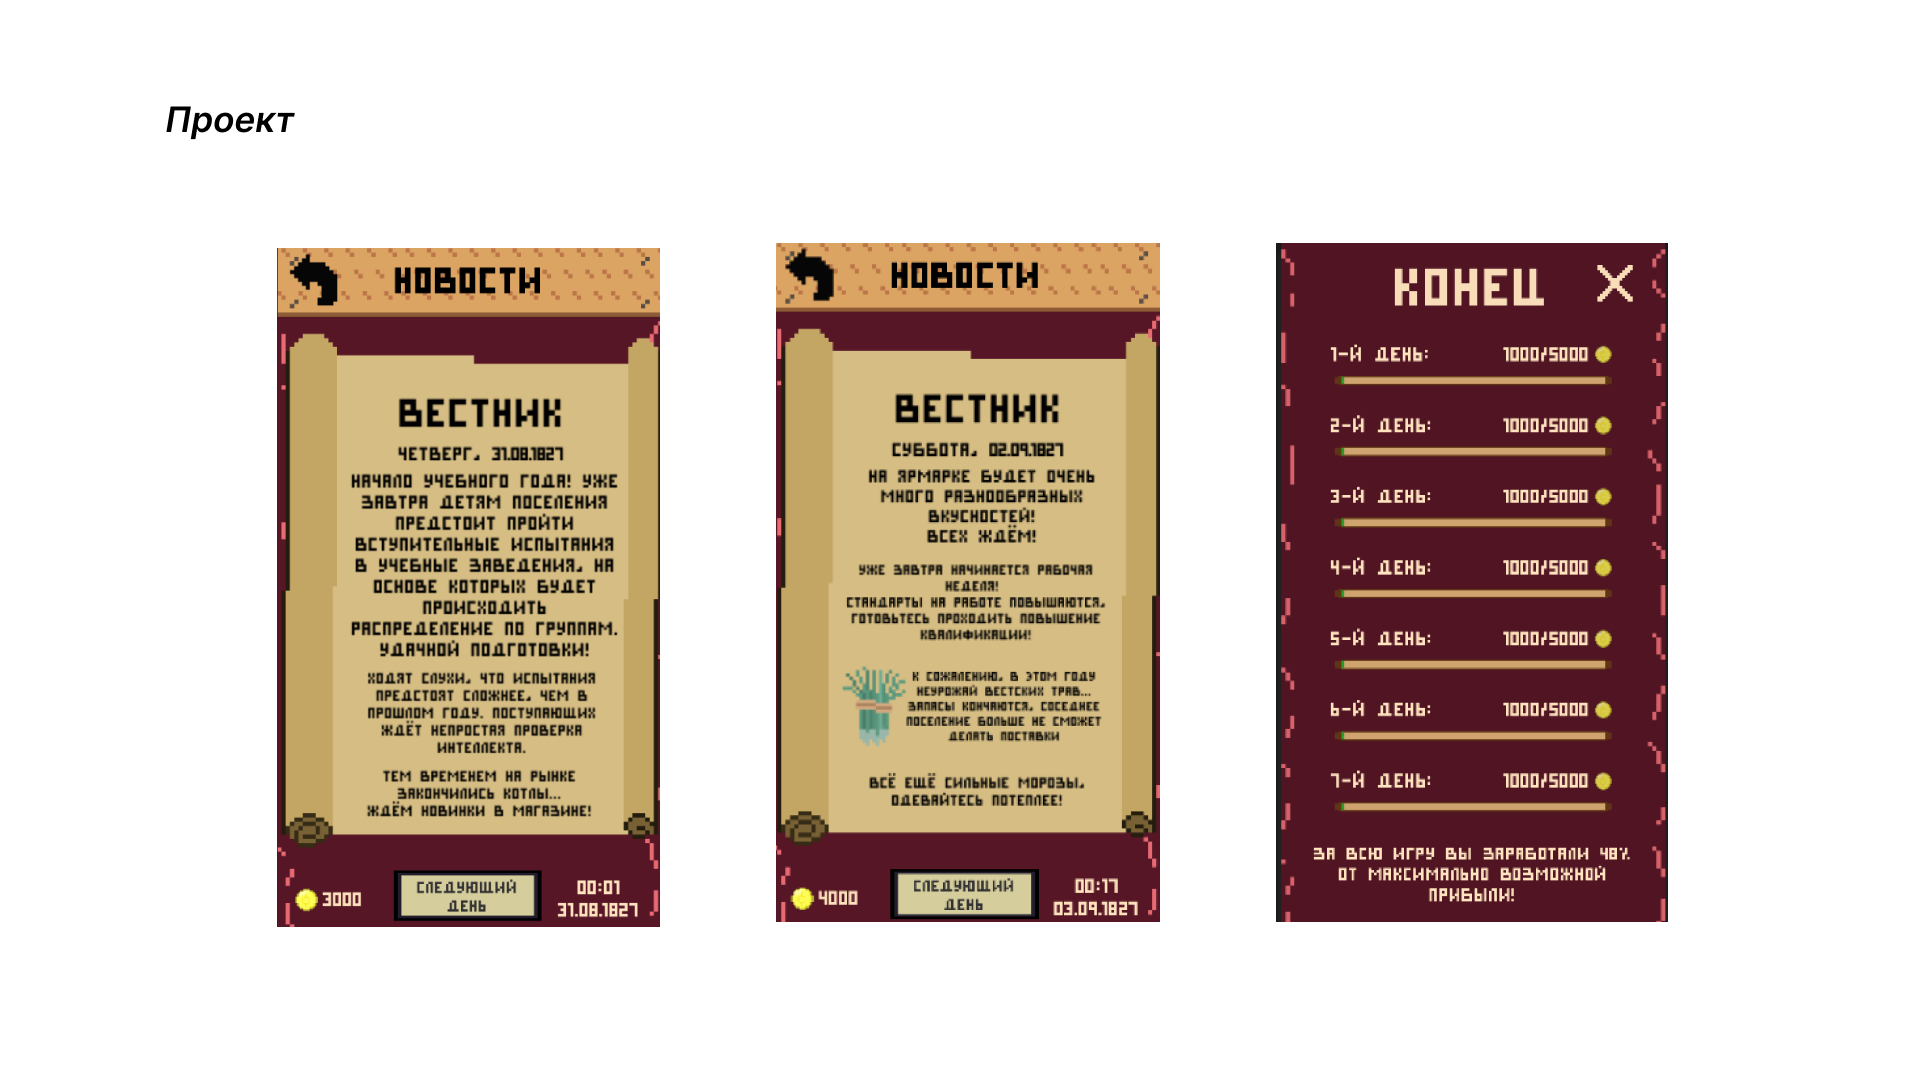 Проект
НОВОСТИ
ВЕСТНИК
ЧЕТВЕРГ, 31.08.1827
НАЧАЛО УЧЕБНОГО ГОДА! УЖЕ
ЗАВТРА ДЕТЯМ ПОСЕЛЕНИЯ
ПРЕДСТОИТ ПРОЙТИ
ВСТУПИТЕЛЬНЫЕ ИСПЫТАНИЯ
В УЧЕБНЫЕ ЗАВЕДЕНИЯ, НА
ОСНОВЕ КОТОРЫХ БУДЕТ
ПРОИСХОДИТЬ
РАСПРЕДЕЛЕНИЕ ПО ГРУППАМ.
УДАЧНОЙ ПОДГОТОВКИ!
ХОДЯТ СЛУХИ, ЧТО ИСПЫТАНИЯ
ПРЕДСТОЯТ СЛОЖНЕЕ, ЧЕМ В
ПРОШЛОМ ГОДУ. ПОСТУПАЮЩИХ
ЖДЁТ НЕПРОСТАЯ ПРОВЕРКА
ИНТЕЛЛЕКТА.
ТЕМ ВРЕМЕНЕМ НА РЫНКЕ
ЗАКОНЧИЛИСЬ КОТЛЫ...
ЖДЁМ НОВИНКИ В МАГАЗИНЕ!
3000
СЛЕДУЮЩИЙ
ДЕНЬ
00:01
31.08.1827
НОВОСТИ
ВЕСТНИК
СУББОТА, 02.09.1827
НА ЯРМАРКЕ БУДЕТ ОЧЕНЬ
МНОГО РАЗНООБРАЗНЫХ
ВКУСНОСТЕЙ!
ВСЕХ ЖДЁМ!
УЖЕ ЗАВТРА НАЧИНАЕТСЯ РАБОЧАЯ
НЕДЕЛЯ!
СТАНДАРТЫ НА РАБОТЕ ПОВЫШАЮТСЯ,
ГОТОВЬТЕСЬ ПРОХОДИТЬ ПОВЫШЕНИЕ
КВАЛИФИКАЦИИ!
К СОЖАЛЕНИЮ, В ЭТОМ ГОДУ
НЕУРОЖАЙ ВЕСТСКИХ ТРАВ...
ЗАПАСЫ КОНЧАЮТСЯ, СОСЕДНЕЕ
ПОСЕЛЕНИЕ БОЛЬШЕ НЕ СМОЖЕТ
ДЕЛАТЬ ПОСТАВКИ
ВСЁ ЕЩЁ СИЛЬНЫЕ МОРОЗЫ,
ОДЕВАЙТЕСЬ ПОТЕПЛЕЕ!
4000
СЛЕДУЮЩИЙ
ДЕНЬ
00:17
03.09.1827
КОНЕЦ
1-Й ДЕНЬ: 1000/5000
2-Й ДЕНЬ: 1000/5000
3-Й ДЕНЬ: 1000/5000
4-Й ДЕНЬ: 1000/5000
5-Й ДЕНЬ: 1000/5000
6-Й ДЕНЬ: 1000/5000
7-Й ДЕНЬ: 1000/5000
ЗА ВСЮ ИГРУ ВЫ ЗАРАБОТАЛИ 48%
ОТ МАКСИМАЛЬНО ВОЗМОЖНОЙ
ПРИБЫЛИ!